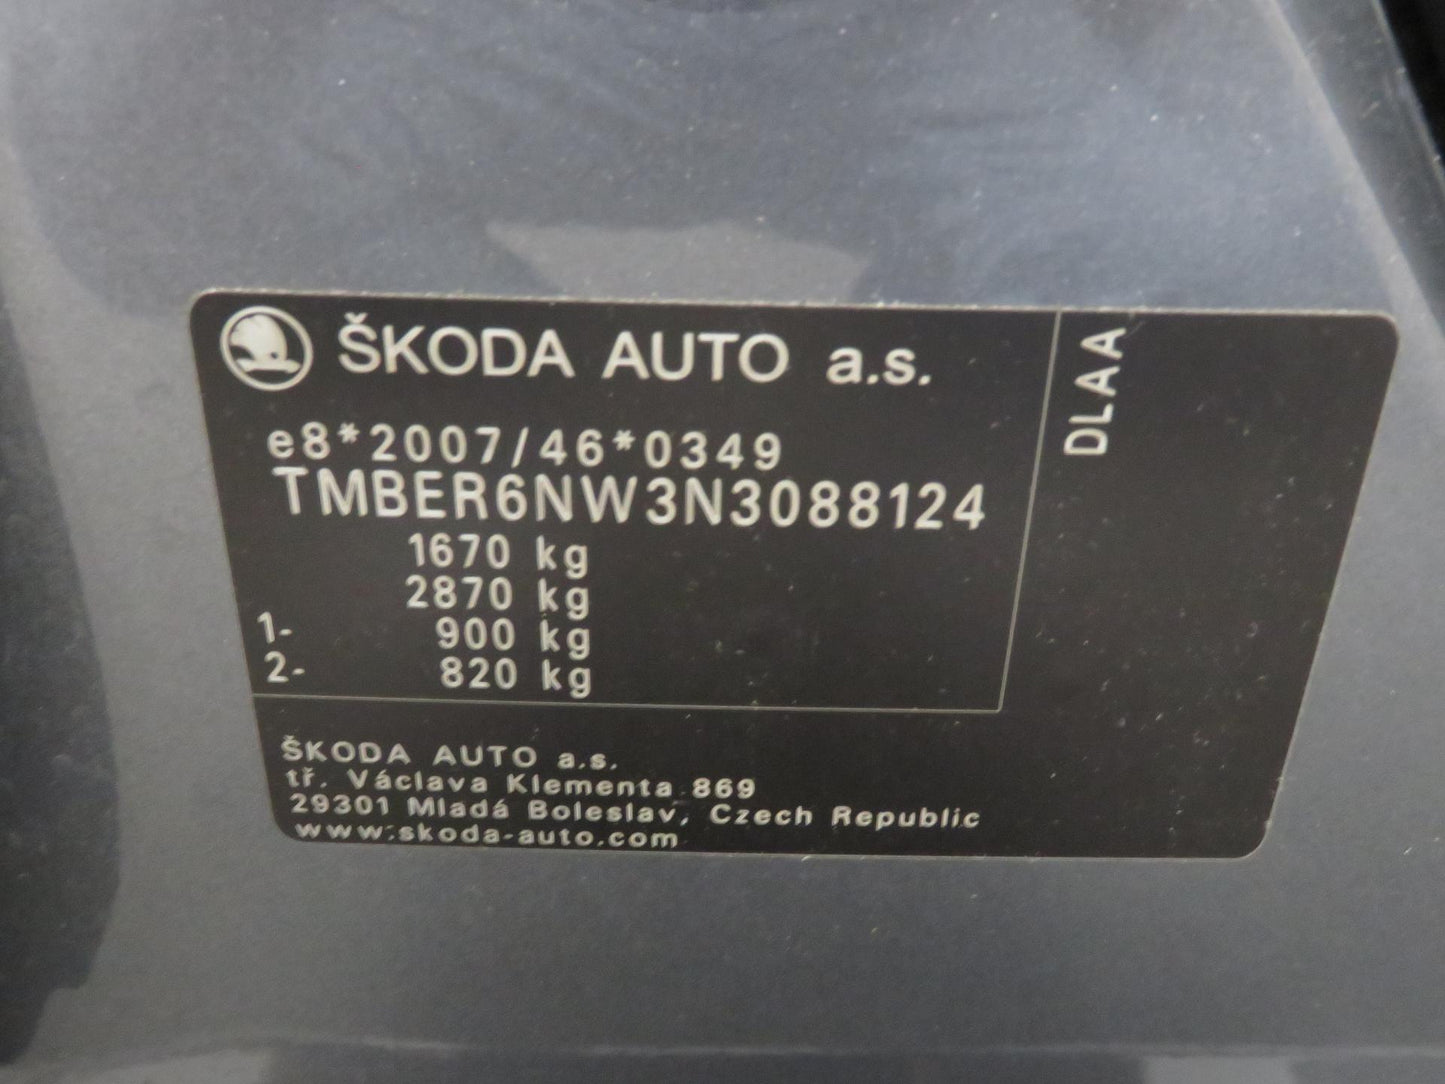 ŠKODA AUTO a.s.
DLAA
e8*2007/46*0349
TMBER6NW3N3088124
1670 kg
2870 kg
1- 900 kg
2- 820 kg
ŠKODA AUTO a.s.
tř. Václava Klementa 869
29301 Mladá Boleslav, Czech Republic
www.skoda-auto.com